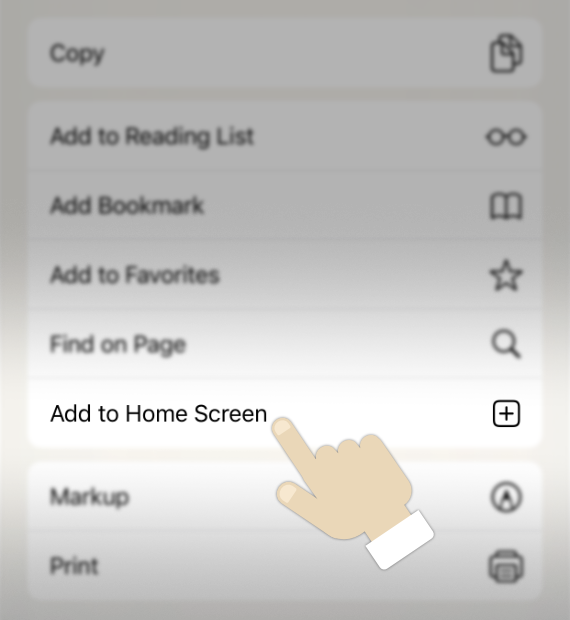 Copy
Add to Reading List
Add Bookmark
Add to Favorites
Find on Page
Add to Home Screen
Markup
Print